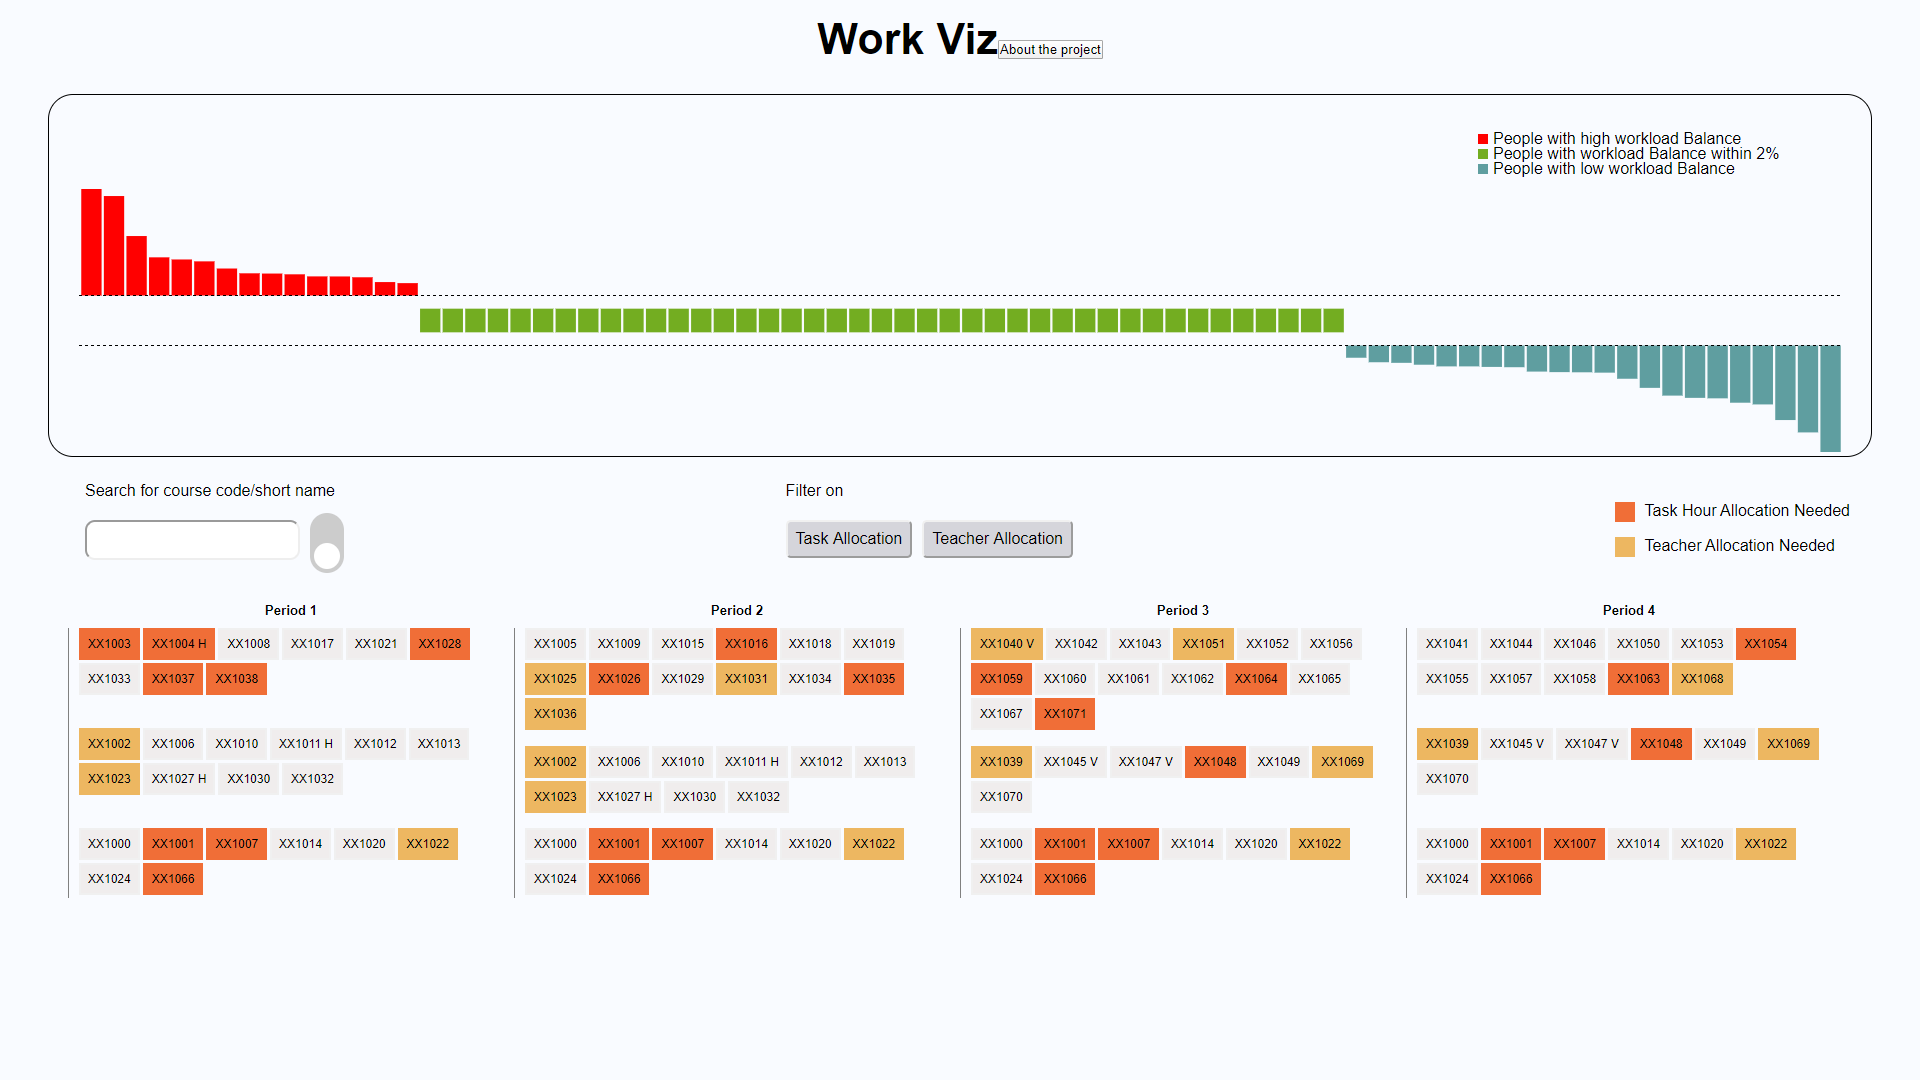 Work Viz About the project
People with high workload Balance
People with workload Balance within 2%
People with low workload Balance
Search for course code/short name
Filter on
Task Allocation Teacher Allocation
Task Hour Allocation Needed
Teacher Allocation Needed
Period 1
XX1003 XX1004 H XX1008 XX1017 XX1021 XX1028
XX1033 XX1037 XX1038
XX1002 XX1006 XX1010 XX1011 H XX1012 XX1013
XX1023 XX1027 H XX1030 XX1032
XX1000 XX1001 XX1007 XX1014 XX1020 XX1022
XX1024 XX1066
Period 2
XX1005 XX1009 XX1015 XX1016 XX1018 XX1019
XX1025 XX1026 XX1029 XX1031 XX1034 XX1035
XX1036
XX1002 XX1006 XX1010 XX1011 H XX1012 XX1013
XX1023 XX1027 H XX1030 XX1032
XX1000 XX1001 XX1007 XX1014 XX1020 XX1022
XX1024 XX1066
Period 3
XX1040 V XX1042 XX1043 XX1051 XX1052 XX1056
XX1059 XX1060 XX1061 XX1062 XX1064 XX1065
XX1067 XX1071
XX1039 XX1045 V XX1047 V XX1048 XX1049 XX1069
XX1070
XX1000 XX1001 XX1007 XX1014 XX1020 XX1022
XX1024 XX1066
Period 4
XX1041 XX1044 XX1046 XX1050 XX1053 XX1054
XX1055 XX1057 XX1058 XX1063 XX1068
XX1039 XX1045 V XX1047 V XX1048 XX1049 XX1069
XX1070
XX1000 XX1001 XX1007 XX1014 XX1020 XX1022
XX1024 XX1066